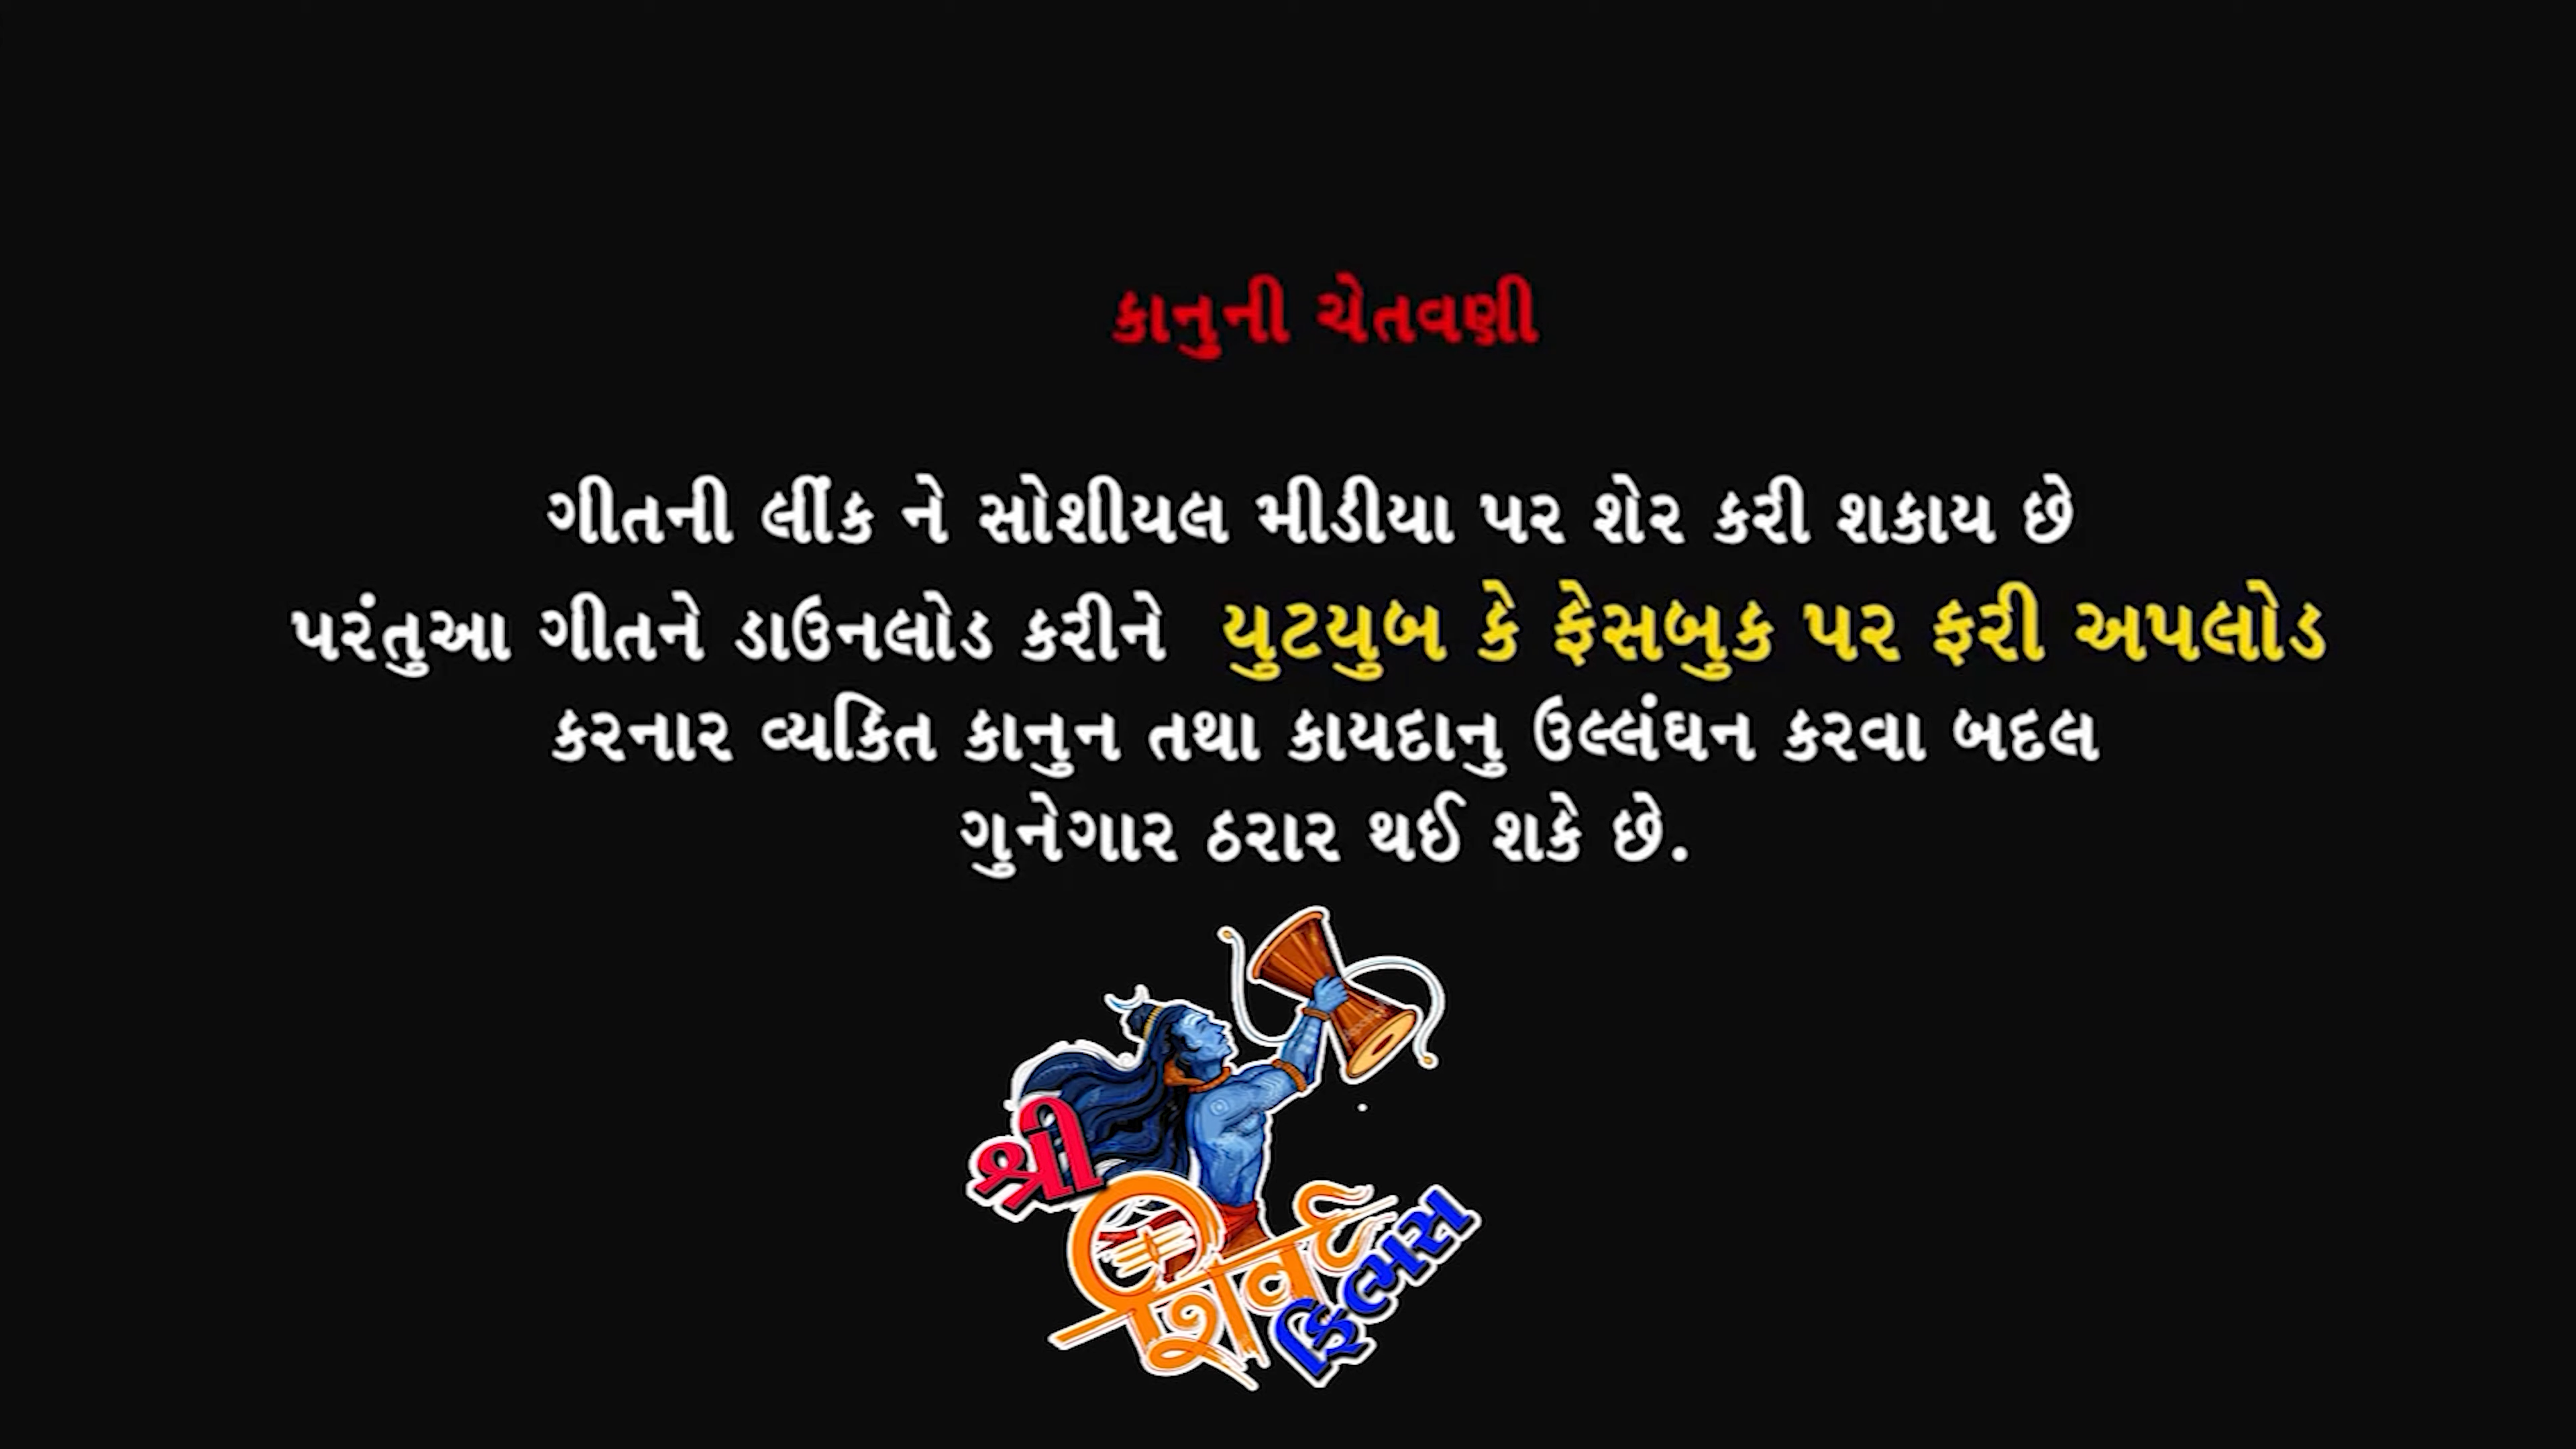 કાનુની ચેતવણી
ગીતની લીંક ને સોશીયલ મીડીયા પર શેર કરી શકાય છે
પરંતુઆ ગીતને ડાઉનલોડ કરીને યુટયુબ કે ફેસબુક પર ફરી અપલોડ
કરનાર વ્યકિત કાનુન તથા કાયદાનુ ઉલ્લંઘન કરવા બદલ
ગુનેગાર ઠરાર થઈ શકે છે.
શ્રી
ફિલ્મસ